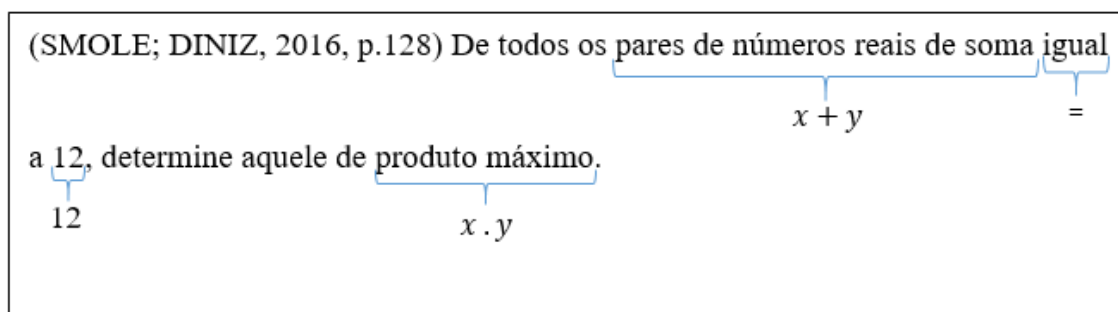 (SMOLE; DINIZ, 2016, p.128) De todos os pares de números reais de soma igual
x + y =
a 12, determine aquele de produto máximo.
12 x . y